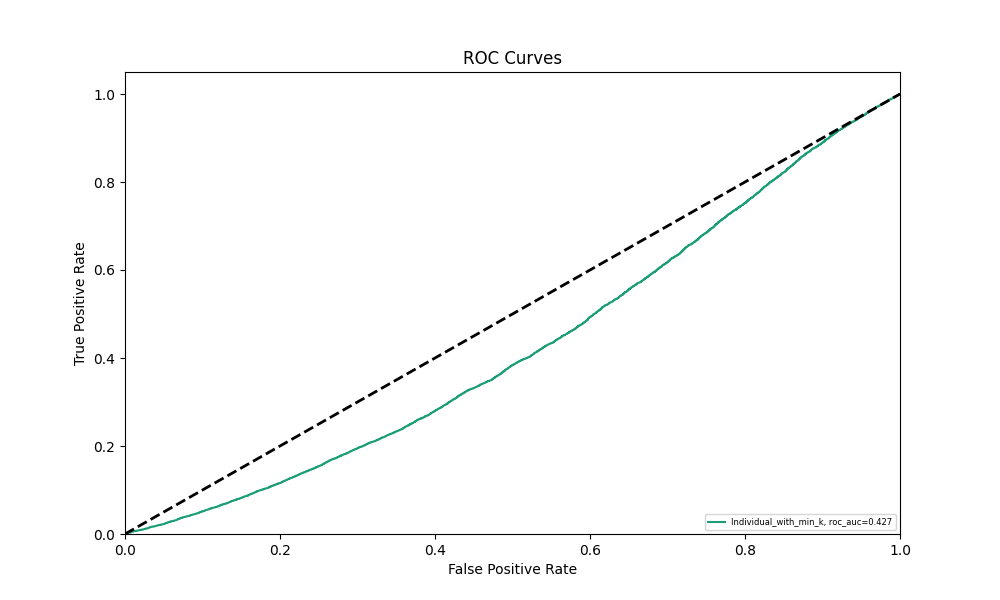 ROC Curves
True Positive Rate
1.0
0.8
0.6
0.4
0.2
0.0
Individual_with_min_k, roc_auc=0.427
0.0 0.2 0.4 0.6 0.8 1.0
False Positive Rate